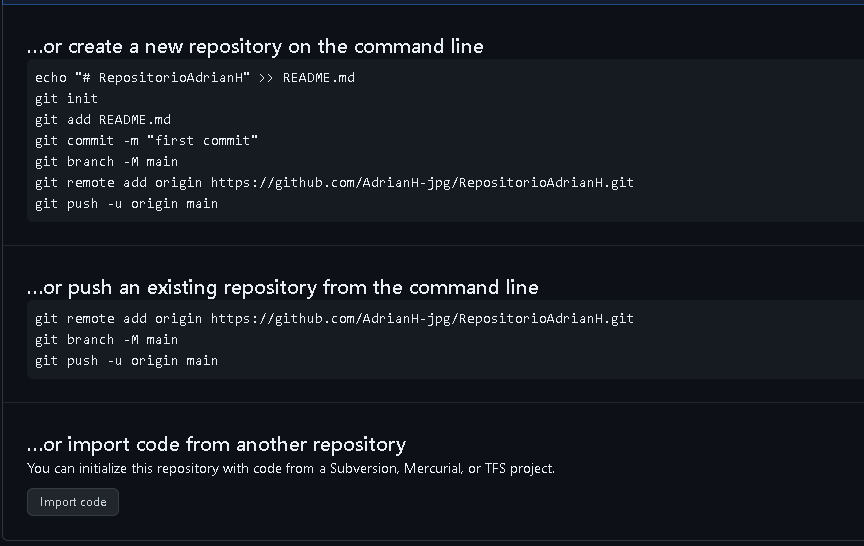 ...or create a new repository on the command line
echo "# RepositorioAdrianH" >> README.md
git init
git add README.md
git commit -m "first commit"
git branch -M main
git remote add origin https://github.com/AdrianH-jpg/RepositorioAdrianH.git
git push -u origin main
...or push an existing repository from the command line
git remote add origin https://github.com/AdrianH-jpg/RepositorioAdrianH.git
git branch -M main
git push -u origin main
...or import code from another repository
You can initialize this repository with code from a Subversion, Mercurial, or TFS project.
Import code